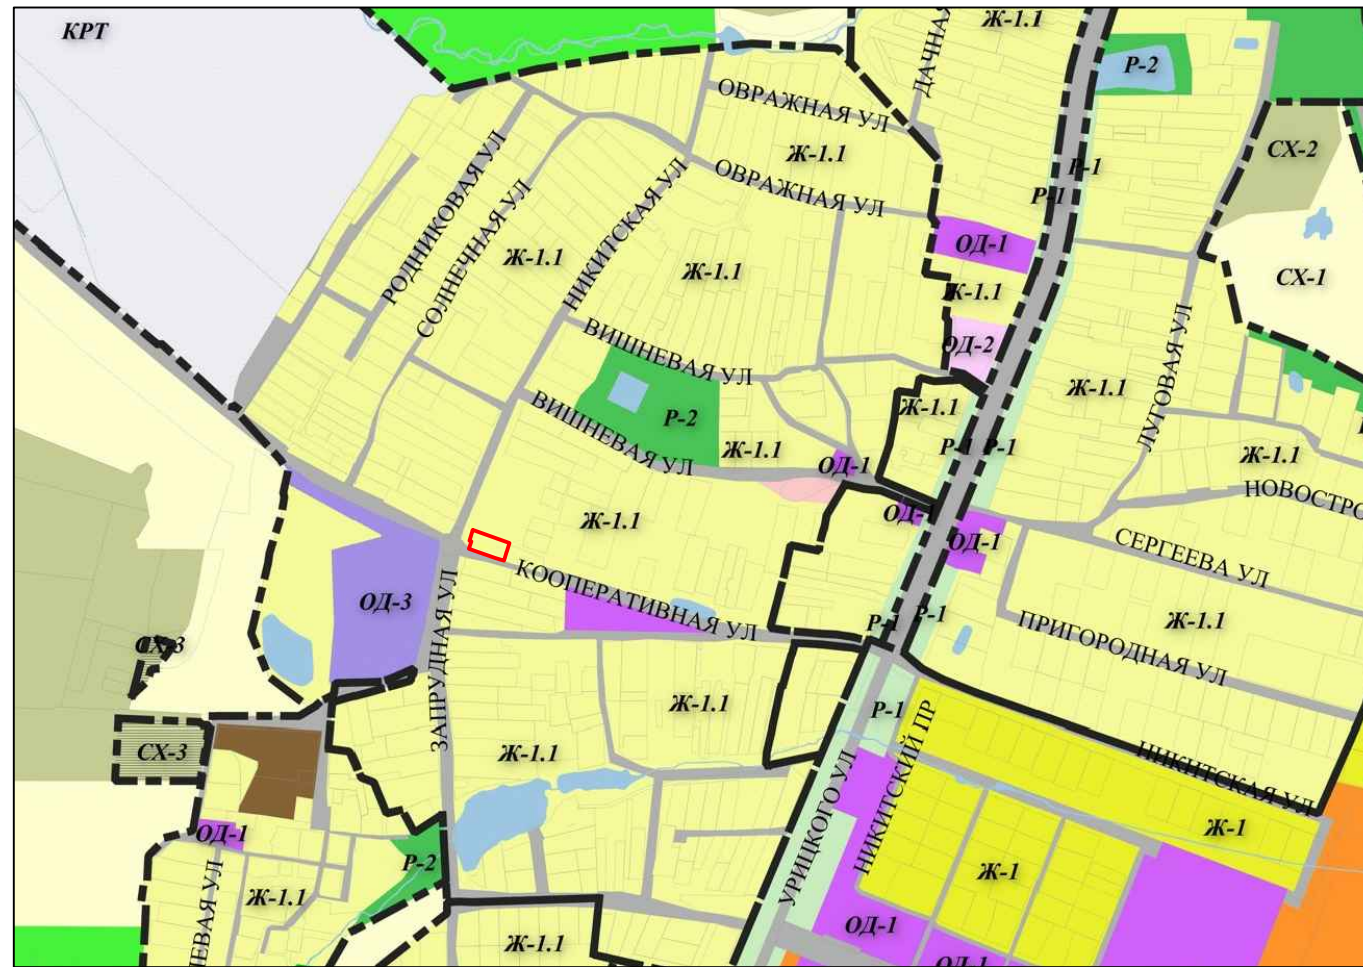 КРТ
Ж-1.1
ДАЧНАЯ
Р-2
ОВРАЖНАЯ УЛ
Ж-1.1
СХ-2
Р-1
Р-1
ОВРАЖНАЯ УЛ
РОДНИКОВАЯ УЛ
СОЛНЕЧНАЯ УЛ
НИКИТСКАЯ УЛ
ОД-1
Ж-1.1
Ж-1.1
СХ-1
Ж-1.1
ОД-2
ВИШНЕВАЯ УЛ
ЛУГОВАЯ УЛ
Ж-1.1
Ж-1.1
ВИШНЕВАЯ УЛ
Р-2
Ж-1.1
Р-1
Р-1
ОД-1
Ж-1.1
НОВОСТРО
Ж-1.1
ОД-1
ОД-1
СЕРГЕЕВА УЛ
КООПЕРАТИВНАЯ УЛ
ОД-3
ЗАПРУДНАЯ УЛ
Р-1
Р-1
ПРИГОРОДНАЯ УЛ
Ж-1.1
СХ-3
Ж-1.1
Р-1
СХ-3
Ж-1.1
УРИЦКОГО УЛ
НИКИТСКИЙ ПР
НИКИТСКАЯ УЛ
Ж-1
ОД-1
Р-2
Ж-1
НЕВАЯ УЛ
Ж-1.1
ОД-1
Ж-1.1
ОД-1